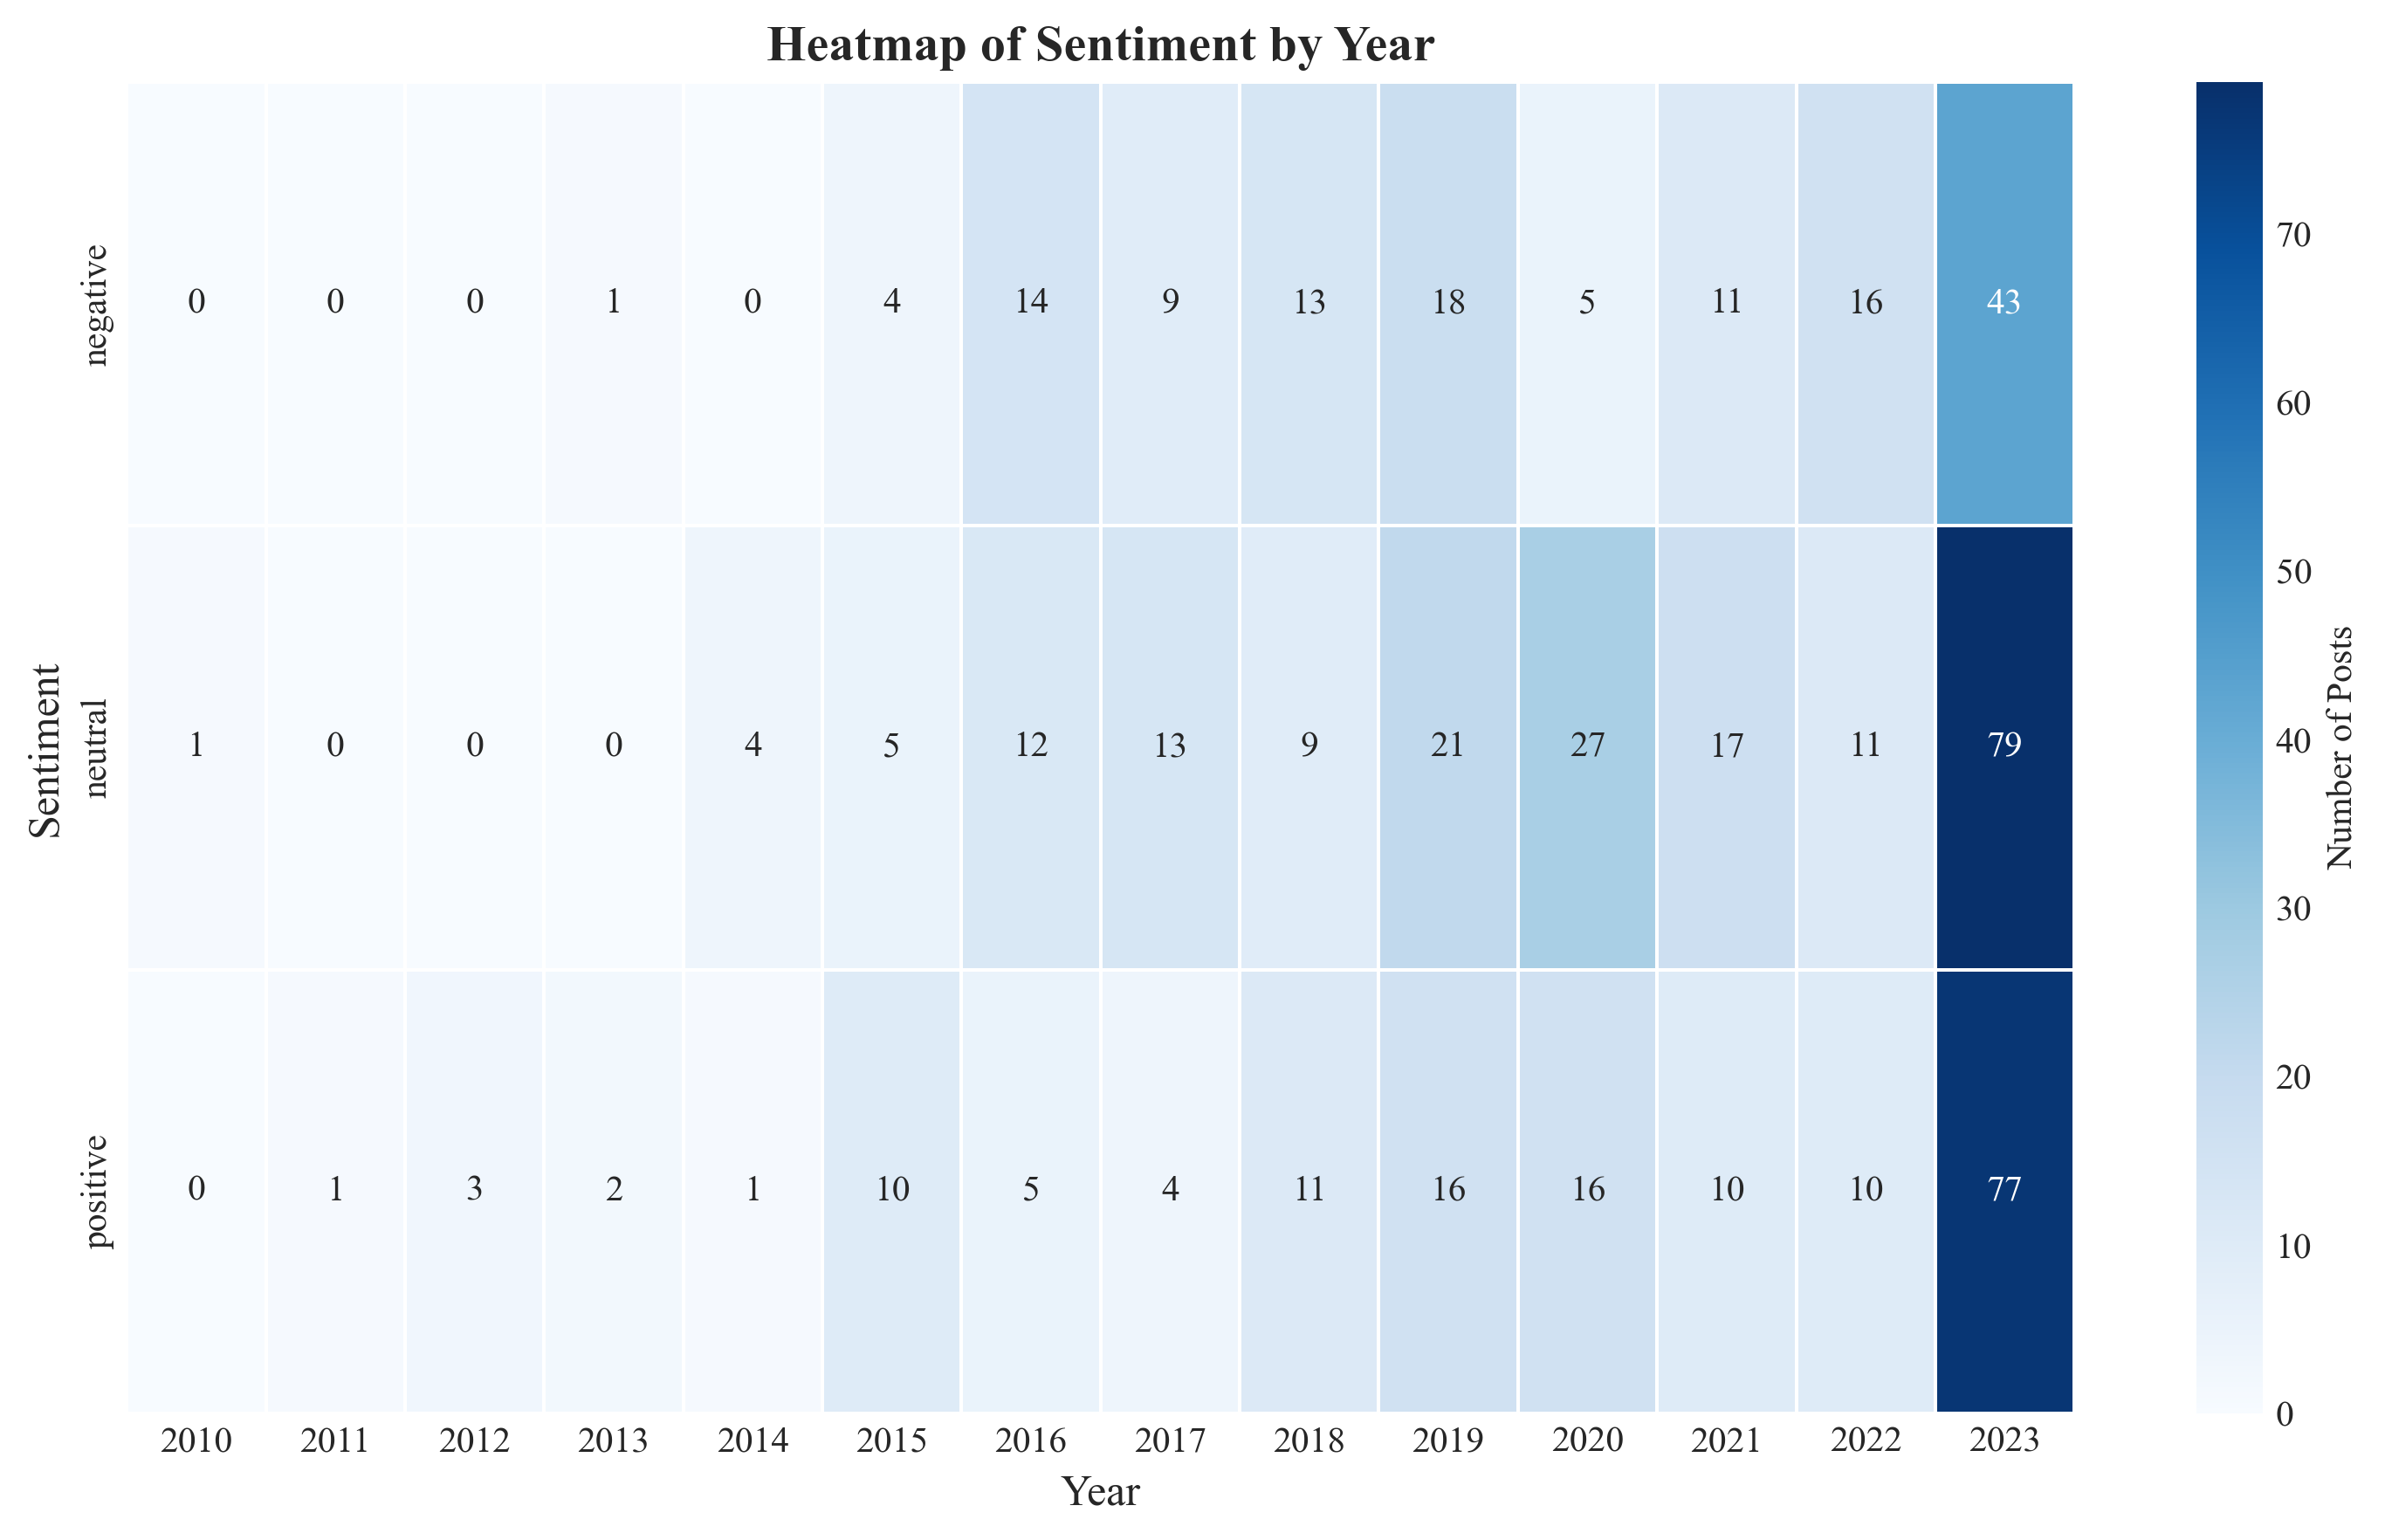 Heatmap of Sentiment by Year
Sentiment
negative
0 0 0 1 0 4 14 9 13 18 5 11 16 43
neutral
1 0 0 0 4 5 12 13 9 21 27 17 11 79
positive
0 1 3 2 1 10 5 4 11 16 16 10 10 77
2010 2011 2012 2013 2014 2015 2016 2017 2018 2019 2020 2021 2022 2023
Year
70
60
50
40
30
20
10
0
Number of Posts